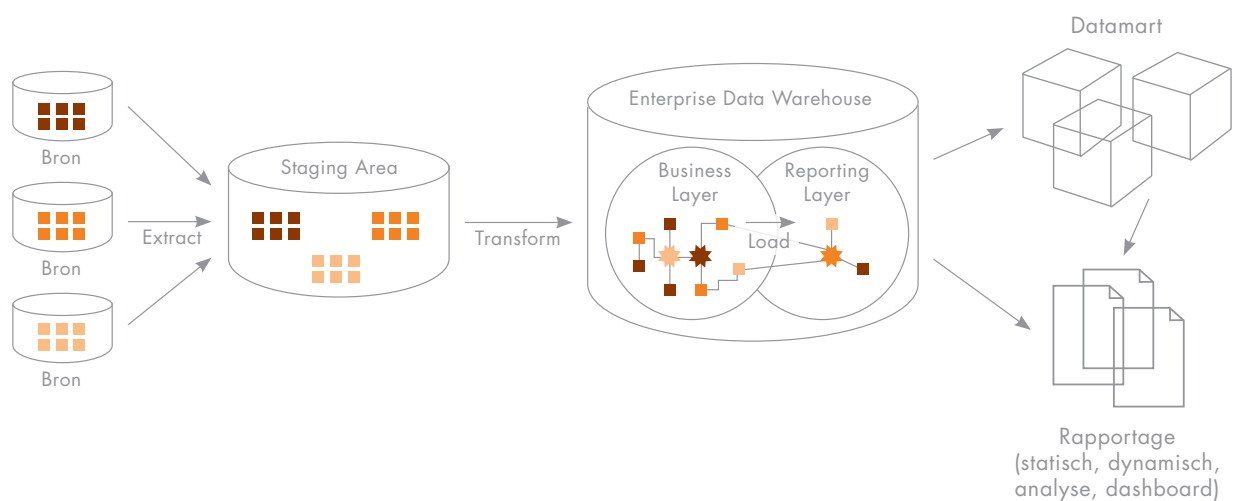 Bron
Bron
Bron
Extract
Staging Area
Transform
Enterprise Data Warehouse
Business
Layer
Reporting
Layer
Load
Datamart
Rapportage
(statisch, dynamisch,
analyse, dashboard)